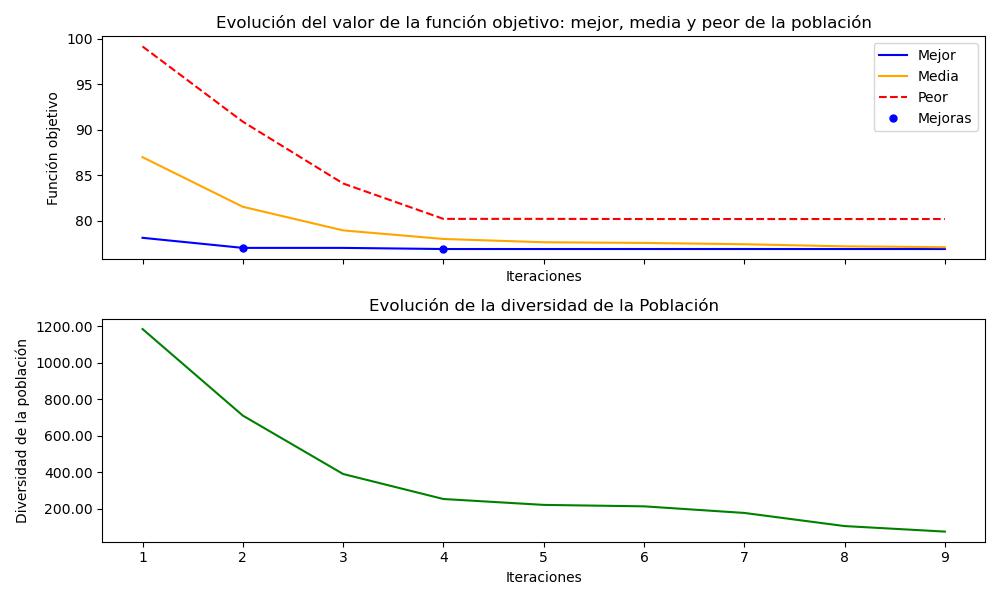 Evolución del valor de la función objetivo: mejor, media y peor de la población
100
95
90
85
80
Función objetivo
Mejor
Media
Peor
Mejoras
Iteraciones
Evolución de la diversidad de la Población
1200.00
1000.00
800.00
600.00
400.00
200.00
Diversidad de la población
1 2 3 4 5 6 7 8 9
Iteraciones